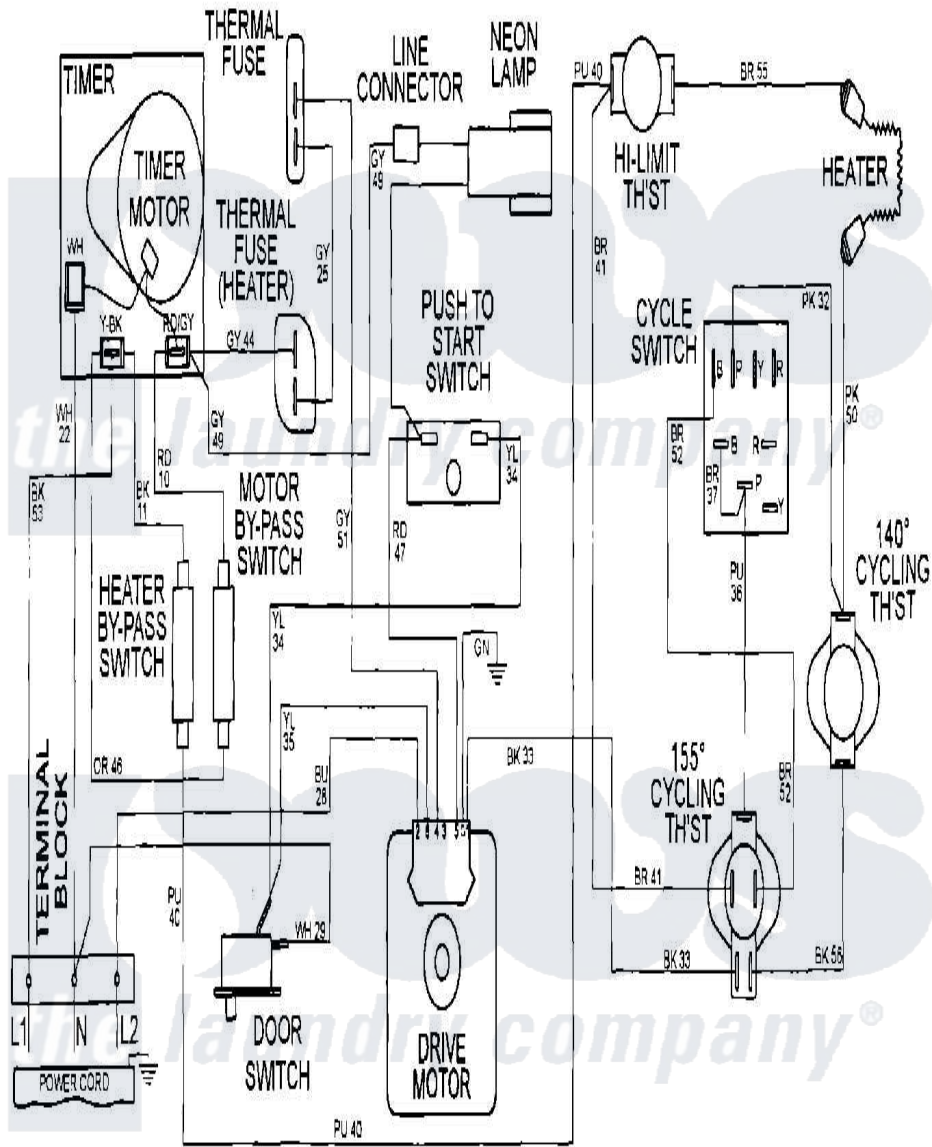 THERMAL
FUSE
LINE
CONNECTOR
NEON
LAMP
PU 40
BR 55
TIMER
TIMER
MOTOR
GY
49
HI-LIMIT
TH'ST
HEATER
WH
THERMAL
FUSE
(HEATER)
GY
25
BR
41
PUSH TO
START
SWITCH
CYCLE
SWITCH
PK 32
Y-BK
RD/GY
GY 44
B
P
Y
R
PK
50
WH
22
GY
49
BR
52
B
R
the laundry company®
RD
10
BK
53
BK
11
MOTOR
BY-PASS
SWITCH
GY
51
RD
47
YL
34
BR
37
P
Y
PU
36
140°
CYCLING
TH'ST
HEATER
BY-PASS
SWITCH
YL
34
GN
YL
35
BK 33
155°
CYCLING
TH'ST
BR
52
OR 46
BU
26
TERMINAL
BLOCK
2
4
3
5
PU
40
WH 29
BR 41
BK 33
BK 56
L1
N
L2
the laundry company®
DOOR
SWITCH
DRIVE
MOTOR
POWER CORD
PU 40